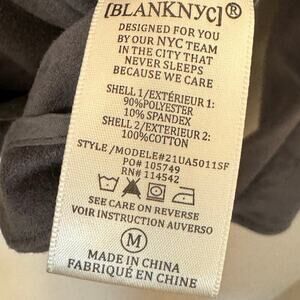 [BLANKNYC]®
DESIGNED FOR YOU
BY OUR NYC TEAM
IN THE CITY THAT
NEVER SLEEPS
BECAUSE WE CARE
SHELL 1/EXTÉRIEUR 1:
90%POLYESTER
10% SPANDEX
SHELL 2/EXTÉRIEUR 2:
100%COTTON
STYLE/MODELE#21UA5011SF
PO# 105749
RN# 114542
SEE CARE ON REVERSE
VOIR INSTRUCTION AUVERSO
M
MADE IN CHINA
FABRIQUÉ EN CHINE